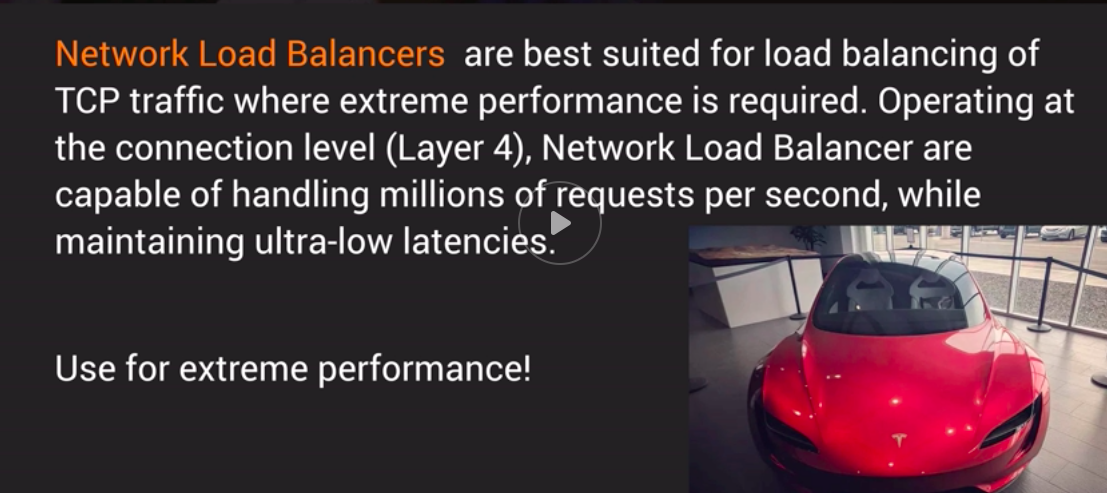 Network Load Balancers are best suited for load balancing of
TCP traffic where extreme performance is required. Operating at
the connection level (Layer 4), Network Load Balancer are
capable of handling millions of requests per second, while
maintaining ultra-low latencies.
Use for extreme performance!